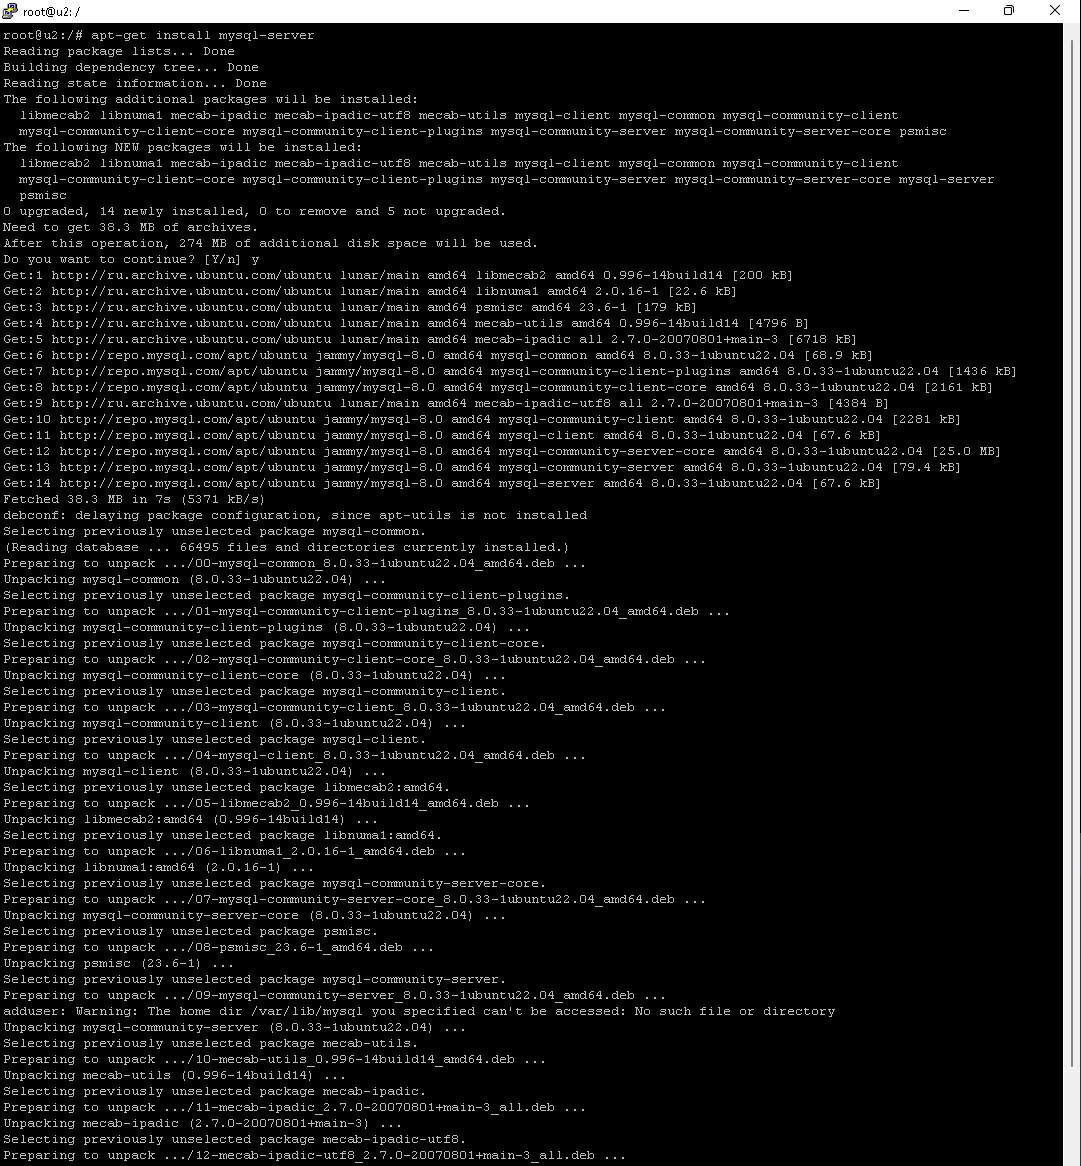 root@u2: /
root@u2:/# apt-get install mysql-server
Reading package lists... Done
Building dependency tree... Done
Reading state information... Done
The following additional packages will be installed:
  libmecab2 libnuma1 mecab-ipadic mecab-ipadic-utf8 mecab-utils mysql-client mysql-common mysql-community-client
  mysql-community-client-core mysql-community-client-plugins mysql-community-server mysql-community-server-core psmisc
The following NEW packages will be installed:
  libmecab2 libnuma1 mecab-ipadic mecab-ipadic-utf8 mecab-utils mysql-client mysql-common mysql-community-client
  mysql-community-client-core mysql-community-client-plugins mysql-community-server mysql-community-server-core mysql-server
  psmisc
0 upgraded, 14 newly installed, 0 to remove and 5 not upgraded.
Need to get 38.3 MB of archives.
After this operation, 274 MB of additional disk space will be used.
Do you want to continue? [Y/n] y
Get:1 http://ru.archive.ubuntu.com/ubuntu lunar/main amd64 libmecab2 amd64 0.996-14build14 [200 kB]
Get:2 http://ru.archive.ubuntu.com/ubuntu lunar/main amd64 libnuma1 amd64 2.0.16-1 [22.6 kB]
Get:3 http://ru.archive.ubuntu.com/ubuntu lunar/main amd64 psmisc amd64 23.6-1 [179 kB]
Get:4 http://ru.archive.ubuntu.com/ubuntu lunar/main amd64 mecab-utils amd64 0.996-14build14 [4796 B]
Get:5 http://ru.archive.ubuntu.com/ubuntu lunar/main amd64 mecab-ipadic all 2.7.0-20070801+main-3 [6718 kB]
Get:6 http://repo.mysql.com/apt/ubuntu jammy/mysql-8.0 amd64 mysql-common amd64 8.0.33-1ubuntu22.04 [68.9 kB]
Get:7 http://repo.mysql.com/apt/ubuntu jammy/mysql-8.0 amd64 mysql-community-client-plugins amd64 8.0.33-1ubuntu22.04 [1436 kB]
Get:8 http://repo.mysql.com/apt/ubuntu jammy/mysql-8.0 amd64 mysql-community-client-core amd64 8.0.33-1ubuntu22.04 [2161 kB]
Get:9 http://ru.archive.ubuntu.com/ubuntu lunar/main amd64 mecab-ipadic-utf8 all 2.7.0-20070801+main-3 [4384 B]
Get:10 http://repo.mysql.com/apt/ubuntu jammy/mysql-8.0 amd64 mysql-community-client amd64 8.0.33-1ubuntu22.04 [2281 kB]
Get:11 http://repo.mysql.com/apt/ubuntu jammy/mysql-8.0 amd64 mysql-client amd64 8.0.33-1ubuntu22.04 [67.6 kB]
Get:12 http://repo.mysql.com/apt/ubuntu jammy/mysql-8.0 amd64 mysql-community-server-core amd64 8.0.33-1ubuntu22.04 [25.0 MB]
Get:13 http://repo.mysql.com/apt/ubuntu jammy/mysql-8.0 amd64 mysql-community-server amd64 8.0.33-1ubuntu22.04 [79.4 kB]
Get:14 http://repo.mysql.com/apt/ubuntu jammy/mysql-8.0 amd64 mysql-server amd64 8.0.33-1ubuntu22.04 [67.6 kB]
Fetched 38.3 MB in 7s (5371 kB/s)
debconf: delaying package configuration, since apt-utils is not installed
Selecting previously unselected package mysql-common.
(Reading database ... 66495 files and directories currently installed.)
Preparing to unpack .../00-mysql-common_8.0.33-1ubuntu22.04_amd64.deb ...
Unpacking mysql-common (8.0.33-1ubuntu22.04) ...
Selecting previously unselected package mysql-community-client-plugins.
Preparing to unpack .../01-mysql-community-client-plugins_8.0.33-1ubuntu22.04_amd64.deb ...
Unpacking mysql-community-client-plugins (8.0.33-1ubuntu22.04) ...
Selecting previously unselected package mysql-community-client-core.
Preparing to unpack .../02-mysql-community-client-core_8.0.33-1ubuntu22.04_amd64.deb ...
Unpacking mysql-community-client-core (8.0.33-1ubuntu22.04) ...
Selecting previously unselected package mysql-community-client.
Preparing to unpack .../03-mysql-community-client_8.0.33-1ubuntu22.04_amd64.deb ...
Unpacking mysql-community-client (8.0.33-1ubuntu22.04) ...
Selecting previously unselected package mysql-client.
Preparing to unpack .../04-mysql-client_8.0.33-1ubuntu22.04_amd64.deb ...
Unpacking mysql-client (8.0.33-1ubuntu22.04) ...
Selecting previously unselected package libmecab2:amd64.
Preparing to unpack .../05-libmecab2_0.996-14build14_amd64.deb ...
Unpacking libmecab2:amd64 (0.996-14build14) ...
Selecting previously unselected package libnuma1:amd64.
Preparing to unpack .../06-libnuma1_2.0.16-1_amd64.deb ...
Unpacking libnuma1:amd64 (2.0.16-1) ...
Selecting previously unselected package mysql-community-server-core.
Preparing to unpack .../07-mysql-community-server-core_8.0.33-1ubuntu22.04_amd64.deb ...
Unpacking mysql-community-server-core (8.0.33-1ubuntu22.04) ...
Selecting previously unselected package psmisc.
Preparing to unpack .../08-psmisc_23.6-1_amd64.deb ...
Unpacking psmisc (23.6-1) ...
Selecting previously unselected package mysql-community-server.
Preparing to unpack .../09-mysql-community-server_8.0.33-1ubuntu22.04_amd64.deb ...
adduser: Warning: The home dir /var/lib/mysql you specified can't be accessed: No such file or directory
Unpacking mysql-community-server (8.0.33-1ubuntu22.04) ...
Selecting previously unselected package mecab-utils.
Preparing to unpack .../10-mecab-utils_0.996-14build14_amd64.deb ...
Unpacking mecab-utils (0.996-14build14) ...
Selecting previously unselected package mecab-ipadic.
Preparing to unpack .../11-mecab-ipadic_2.7.0-20070801+main-3_all.deb ...
Unpacking mecab-ipadic (2.7.0-20070801+main-3) ...
Selecting previously unselected package mecab-ipadic-utf8.
Preparing to unpack .../12-mecab-ipadic-utf8_2.7.0-20070801+main-3_all.deb ...